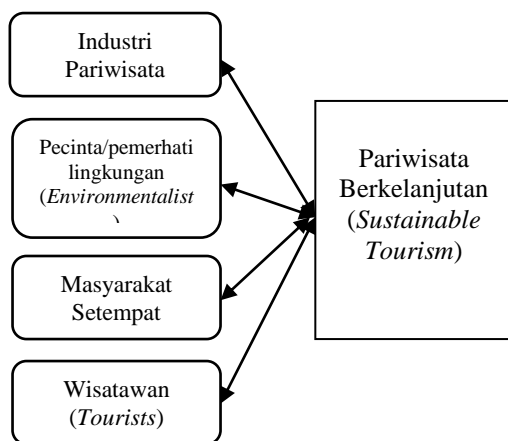 Industri
Pariwisata
Pecinta/pemerhati
lingkungan
(Environmentalist
Masyarakat
Setempat
Wisatawan
(Tourists)
Pariwisata
Berkelanjutan
(Sustainable
Tourism)